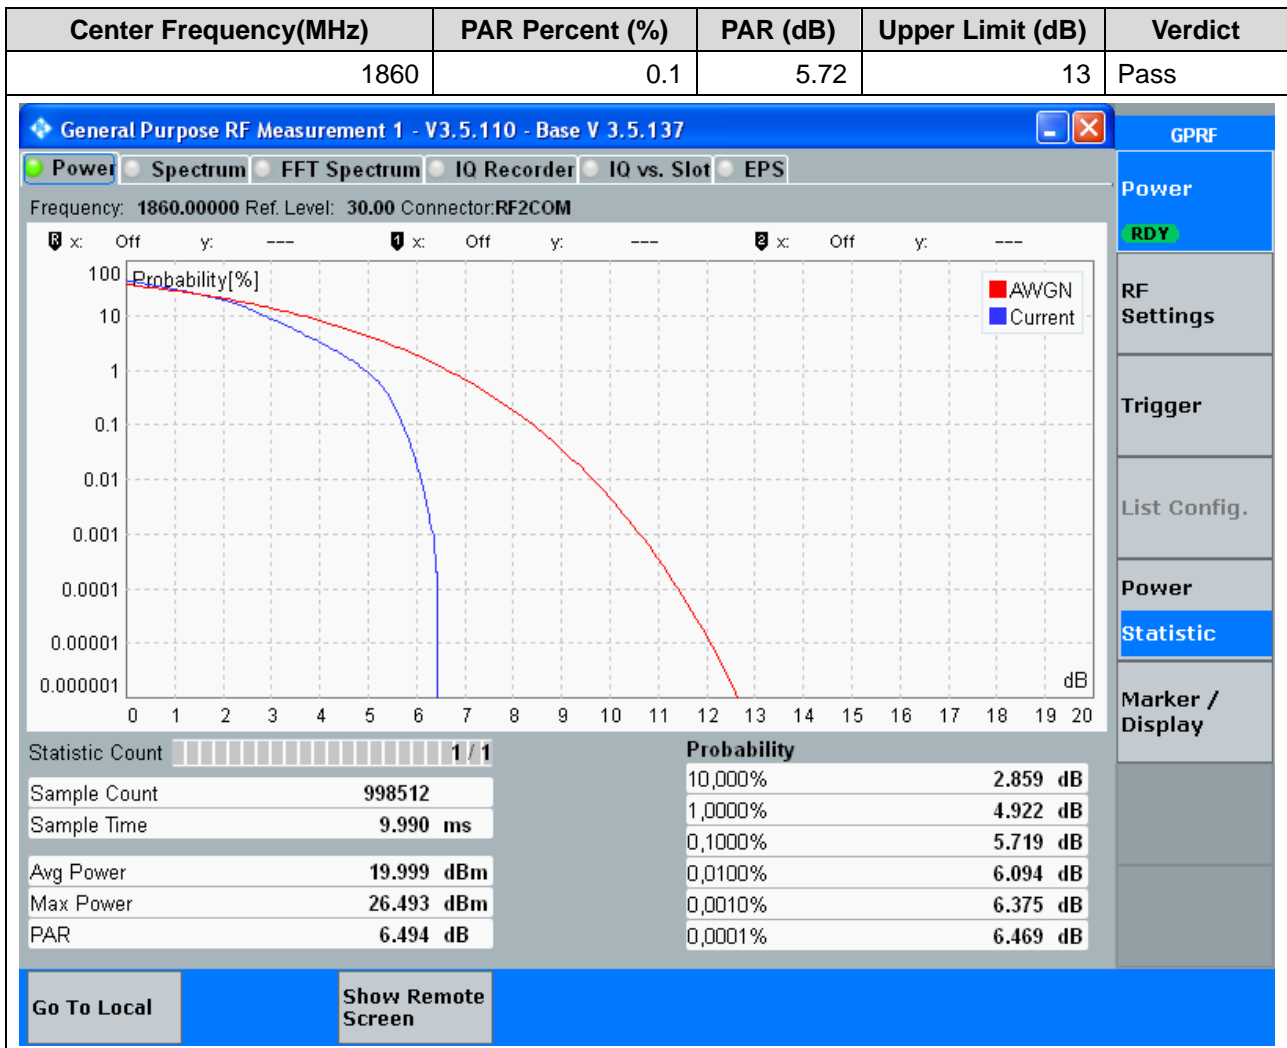 Center Frequency(MHz) PAR Percent (%) PAR (dB) Upper Limit (dB) Verdict
1860 0.1 5.72 13 Pass
General Purpose RF Measurement 1 - V3.5.110 - Base V 3.5.137
GPRF
Power Spectrum FFT Spectrum IQ Recorder IQ vs. Slot EPS
Power
RDY
Frequency: 1860.00000 Ref. Level: 30.00 Connector:RF2COM
R x: Off y: --- 1 x: Off y: --- 2 x: Off y: ---
Probability[%]
AWGN
Current
100
10
1
0.1
0.01
0.001
0.0001
0.00001
0.000001
dB
0 1 2 3 4 5 6 7 8 9 10 11 12 13 14 15 16 17 18 19 20
RF
Settings
Trigger
List Config.
Power
Statistic
Marker /
Display
Statistic Count 1 / 1
Sample Count 998512
Sample Time 9.990 ms
Avg Power 19.999 dBm
Max Power 26.493 dBm
PAR 6.494 dB
Probability
10,000% 2.859 dB
1,0000% 4.922 dB
0,1000% 5.719 dB
0,0100% 6.094 dB
0,0010% 6.375 dB
0,0001% 6.469 dB
Go To Local
Show Remote
Screen